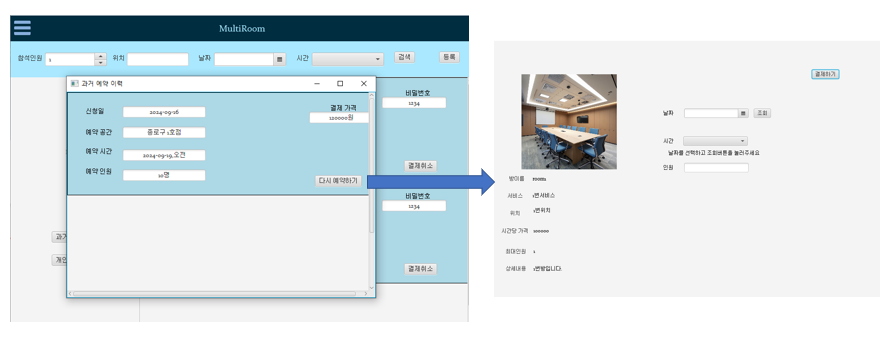 MultiRoom
참석인원 1 위치 날짜 시간 검색 등록
과거 예약 이력
신청일 2024-09-16
결제 가격
120000원
예약 공간 종로구 1호점
예약 시간 2024-09-19,오전
예약 인원 10명
다시 예약하기
비밀번호
1234
결제취소
비밀번호
1234
결제취소
과거
개인
결제하기
날짜 조회
시간
날짜를 선택하고 조회버튼을 눌러주세요
인원
방이름 room1
서비스 1번서비스
위치 1번위치
시간당 가격
최대인원 1
상세내용 1번방입니다.